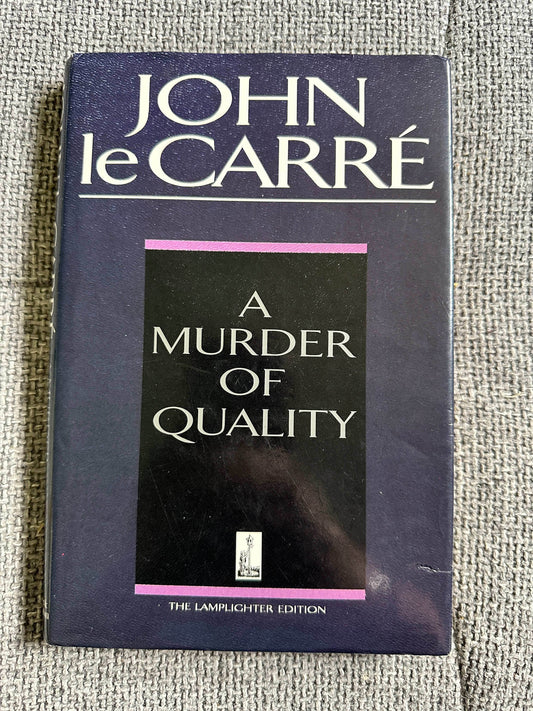 JOHN
le CARRÉ
A
MURDER
OF
QUALITY
THE LAMPLIGHTER EDITION